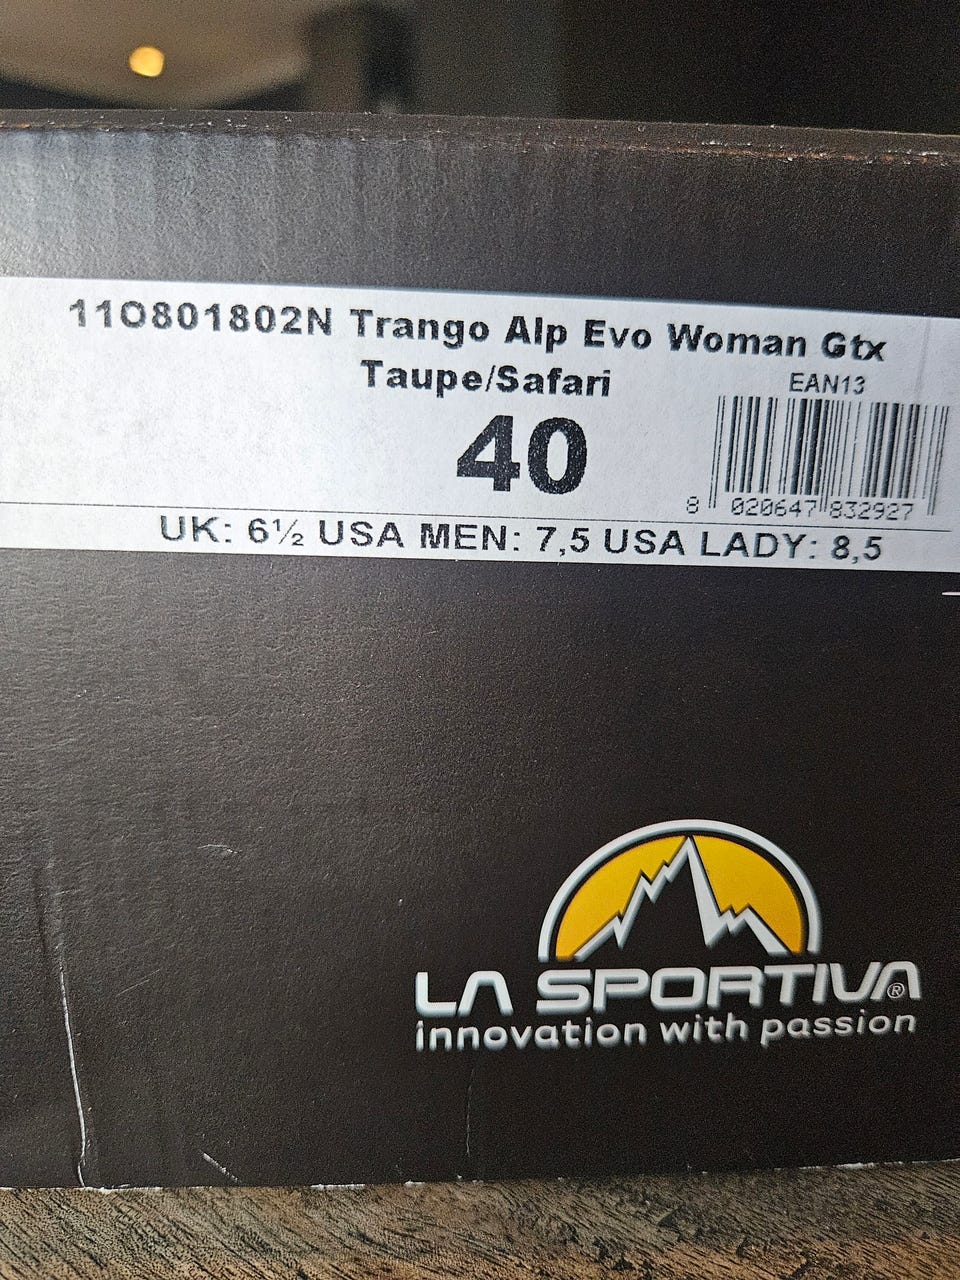 11O801802N Trango Alp Evo Woman Gtx
Taupe/Safari
EAN13
40
8 020647 832927
UK: 6½ USA MEN: 7,5 USA LADY: 8,5
LA SPORTIVA®
innovation with passion